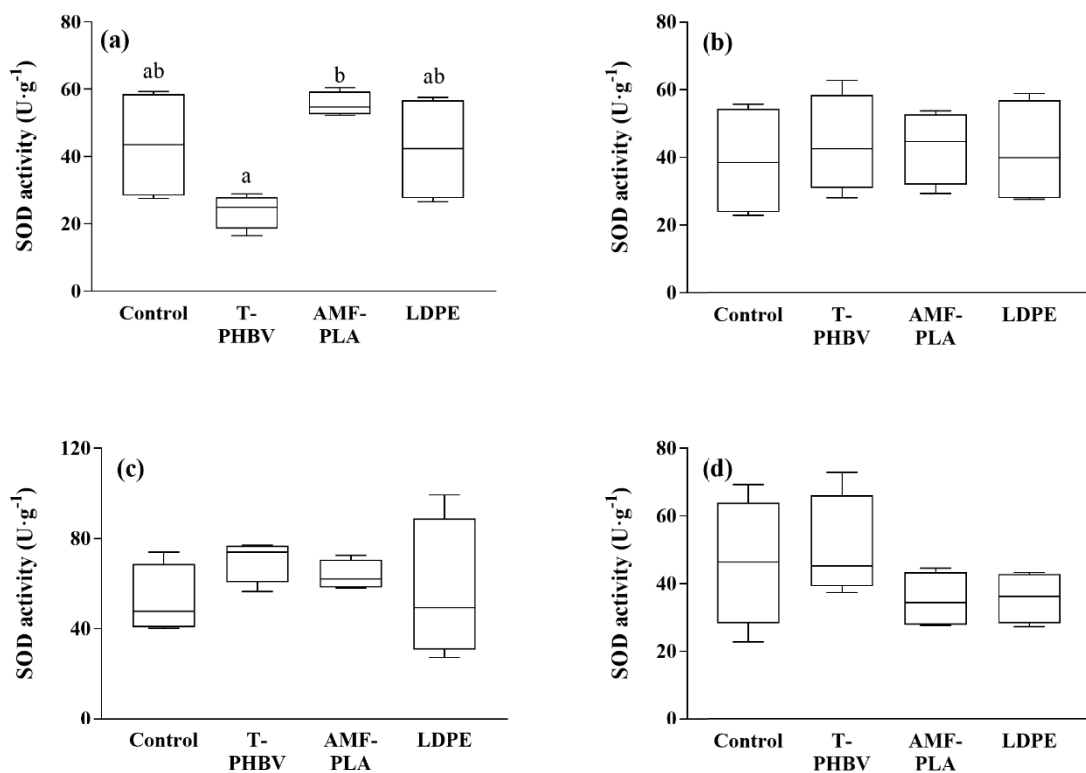 (a)
SOD activity (U·g⁻¹)
80
60
40
20
0
ab
a
b
ab
Control
T-
PHBV
AMF-
PLA
LDPE
(b)
SOD activity (U·g⁻¹)
80
60
40
20
0
Control
T-
PHBV
AMF-
PLA
LDPE
(c)
SOD activity (U·g⁻¹)
120
80
40
0
Control
T-
PHBV
AMF-
PLA
LDPE
(d)
SOD activity (U·g⁻¹)
80
60
40
20
0
Control
T-
PHBV
AMF-
PLA
LDPE